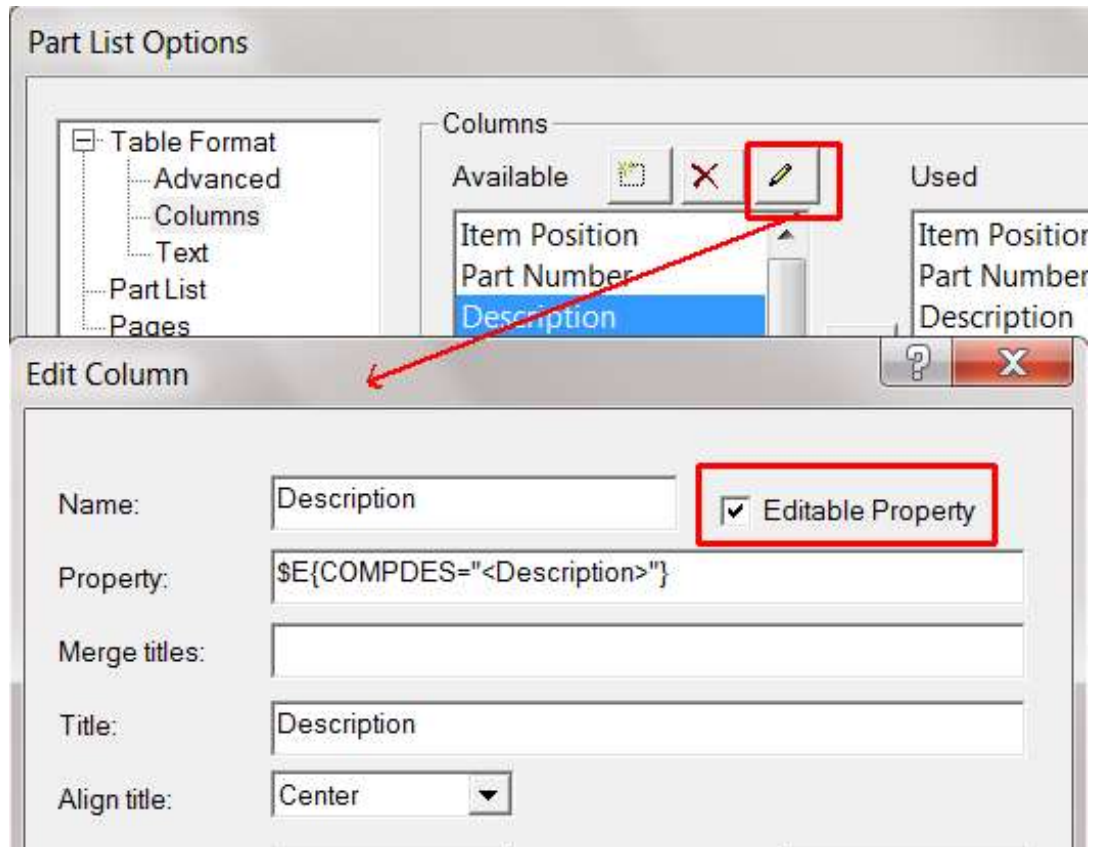 Part List Options
Table Format
Advanced
Columns
Text
Part List
Pages
Columns
Available
Used
Item Position
Part Number
Description
Item Position
Part Number
Description
Edit Column
?
X
Name:
Description
Editable Property
Property:
$E{COMPDES="<Description>"}
Merge titles:
Title:
Description
Align title:
Center